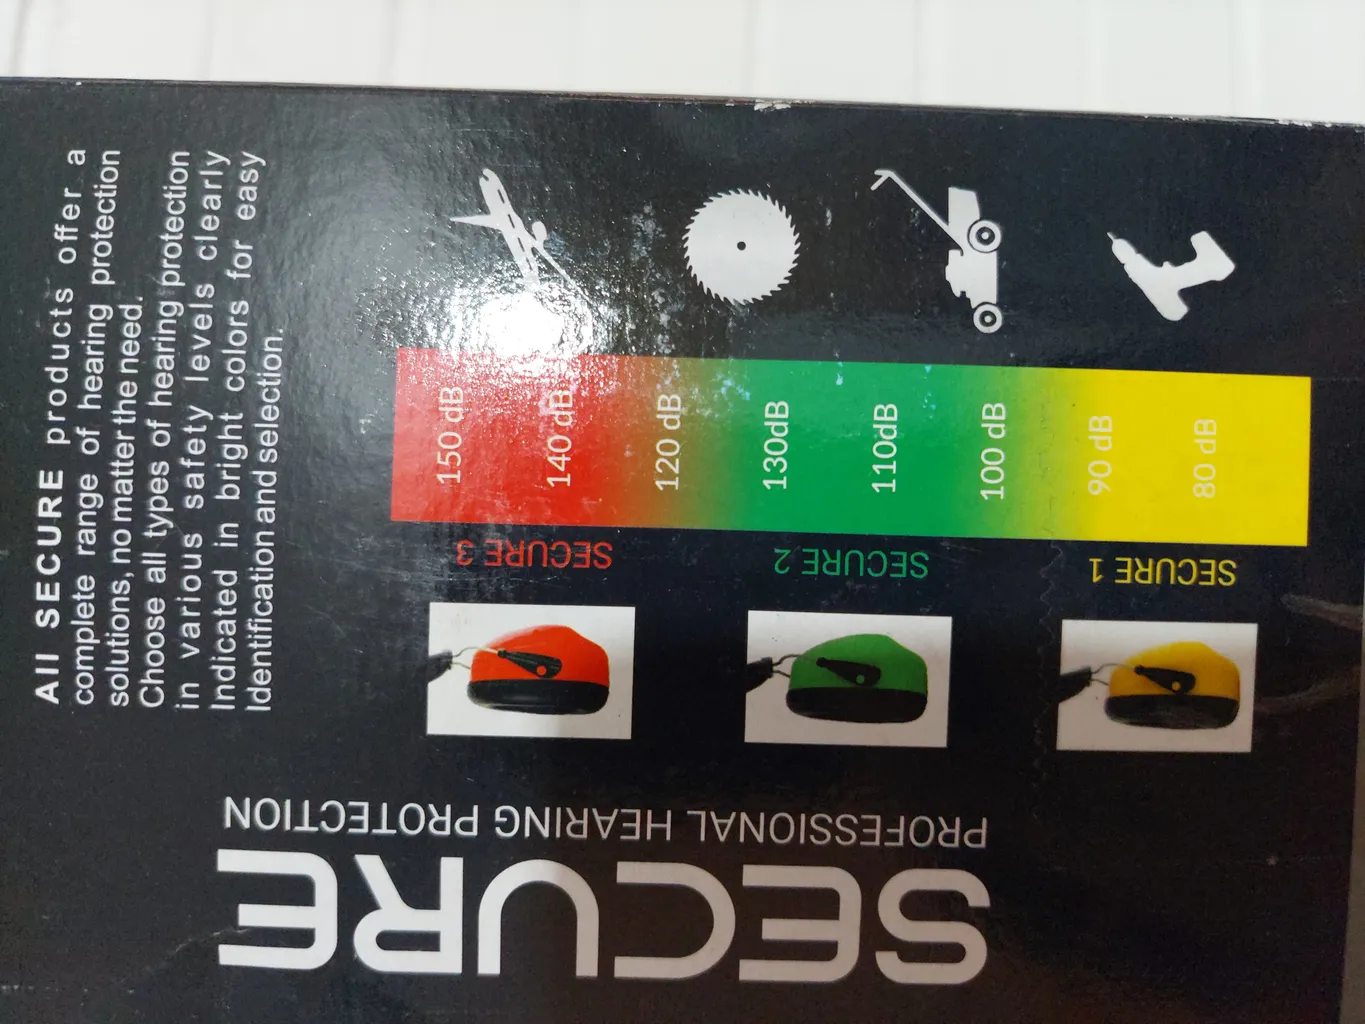 SECURE
PROFESSIONAL HEARING PROTECTION
SECURE 1
SECURE 2
SECURE 3
80 dB
90 dB
100 dB
110dB
130dB
120 dB
140 dB
150 dB
All SECURE products offer a
complete range of hearing protection
solutions, no matter the need.
Choose all types of hearing protection
in various safety levels clearly
Indicated in bright colors for easy
Identification and selection.